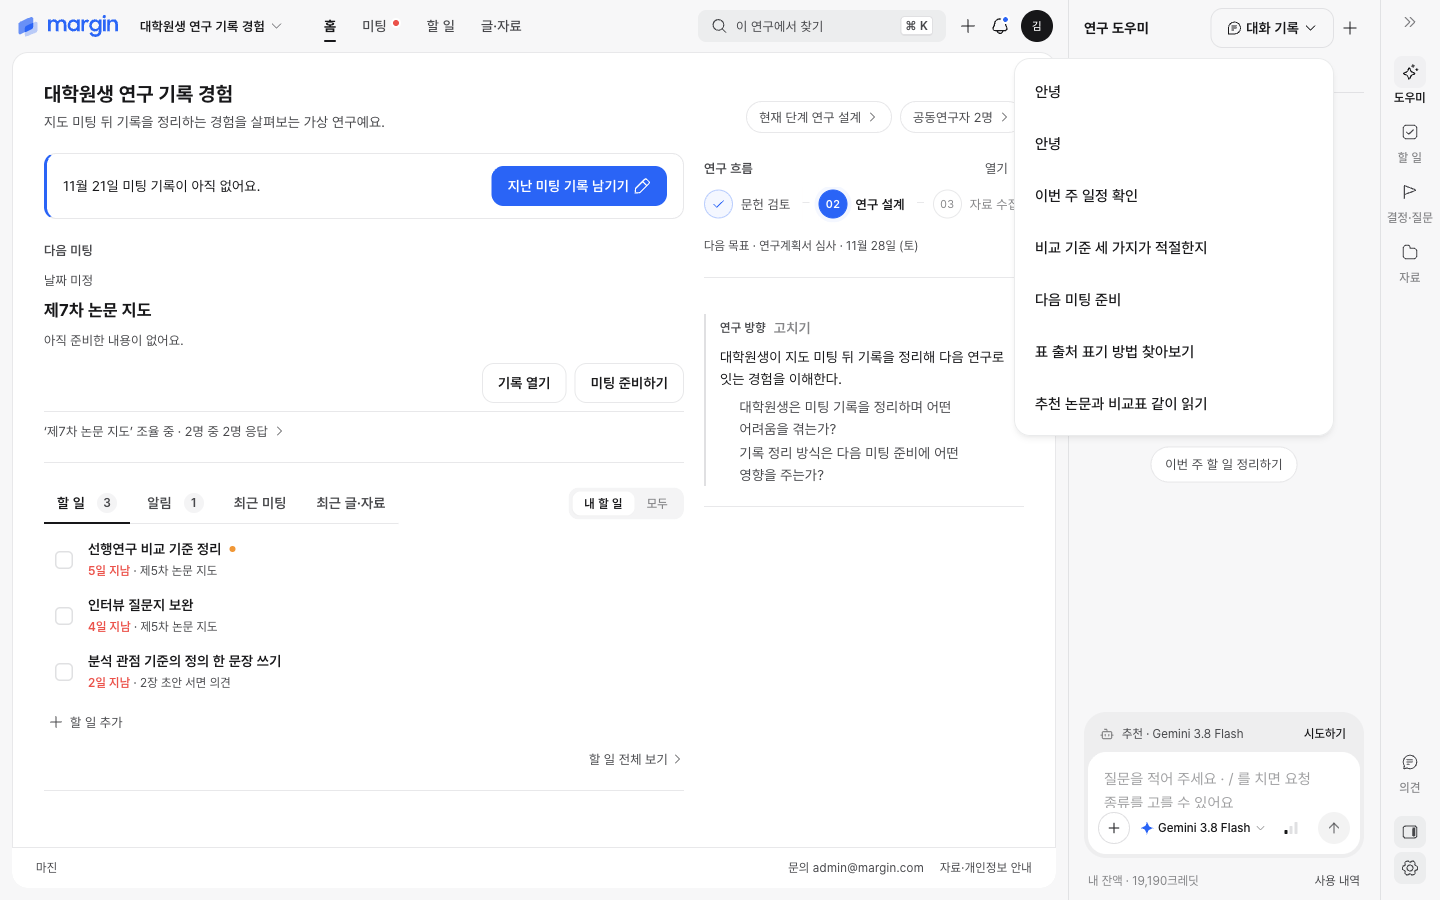 margin
대학원생 연구 기록 경험
홈
미팅
할 일
글·자료
이 연구에서 찾기
⌘ K
김
연구 도우미
대화 기록
대학원생 연구 기록 경험
지도 미팅 뒤 기록을 정리하는 경험을 살펴보는 가상 연구예요.
현재 단계 연구 설계
공동연구자 2명
11월 21일 미팅 기록이 아직 없어요.
지난 미팅 기록 남기기
다음 미팅
날짜 미정
제7차 논문 지도
아직 준비한 내용이 없어요.
기록 열기
미팅 준비하기
‘제7차 논문 지도’ 조율 중 · 2명 중 2명 응답
할 일 3
알림 1
최근 미팅
최근 글·자료
내 할 일
모두
선행연구 비교 기준 정리
5일 지남 · 제5차 논문 지도
인터뷰 질문지 보완
4일 지남 · 제5차 논문 지도
분석 관점 기준의 정의 한 문장 쓰기
2일 지남 · 2장 초안 서면 의견
할 일 추가
할 일 전체 보기
연구 흐름
열기
문헌 검토
02 연구 설계
03 자료 수집
다음 목표 · 연구계획서 심사 · 11월 28일 (토)
연구 방향 고치기
대학원생이 지도 미팅 뒤 기록을 정리해 다음 연구로
잇는 경험을 이해한다.
대학원생은 미팅 기록을 정리하며 어떤
어려움을 겪는가?
기록 정리 방식은 다음 미팅 준비에 어떤
영향을 주는가?
안녕
안녕
이번 주 일정 확인
비교 기준 세 가지가 적절한지
다음 미팅 준비
표 출처 표기 방법 찾아보기
추천 논문과 비교표 같이 읽기
이번 주 할 일 정리하기
추천 · Gemini 3.8 Flash
시도하기
질문을 적어 주세요 · / 를 치면 요청
종류를 고를 수 있어요
Gemini 3.8 Flash
내 잔액 · 19,190크레딧
사용 내역
도우미
할 일
결정·질문
자료
의견
마진
문의 admin@margin.com
자료·개인정보 안내